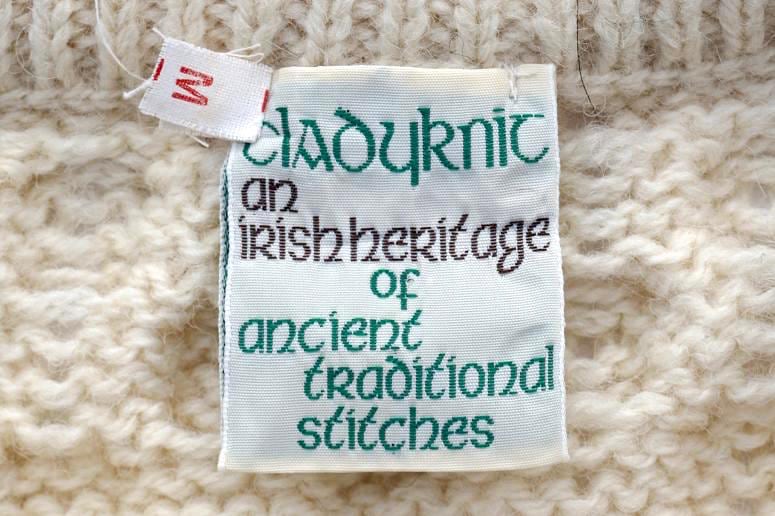 M
cladyknit
an
irish heritage
of
ancient
traditional
stitches